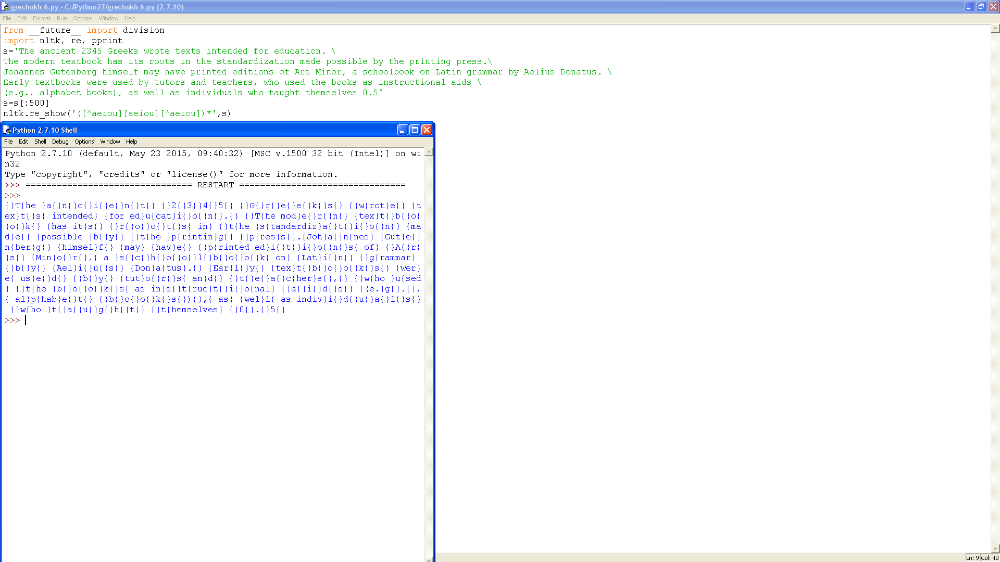 grechukh 6.py - C:/Python27/grechukh 6.py (2.7.10)
File Edit Format Run Options Window Help
from __future__ import division
import nltk, re, pprint
s='The ancient 2345 Greeks wrote texts intended for education. \
The modern textbook has its roots in the standardization made possible by the printing press.\
Johannes Gutenberg himself may have printed editions of Ars Minor, a schoolbook on Latin grammar by Aelius Donatus. \
Early textbooks were used by tutors and teachers, who used the books as instructional aids \
(e.g., alphabet books), as well as individuals who taught themselves 0.5'
s=s[:500]
nltk.re_show('([^aeiou][aeiou][^aeiou])*',s)
Python 2.7.10 Shell
File Edit Shell Debug Options Window Help
Python 2.7.10 (default, May 23 2015, 09:40:32) [MSC v.1500 32 bit (Intel)] on wi
n32
Type "copyright", "credits" or "license()" for more information.
>>> ================================ RESTART ================================
>>>
{}T{he }a{}n{}c{}i{}e{}n{}t{} {}2{}3{}4{}5{} {}G{}r{}e{}e{}k{}s{} {}w{rot}e{} {t
ex}t{}s{ intended} {for ed}u{cat}i{}o{}n{}.{} {}T{he mod}e{}r{}n{} {tex}t{}b{}o{
}o{}k{} {has it}s{} {}r{}o{}o{}t{}s{ in} {}t{he }s{tandardiz}a{}t{}i{}o{}n{} {ma
d}e{} {possible }b{}y{} {}t{he }p{rintin}g{} {}p{res}s{}.{Joh}a{}n{nes} {Gut}e{}
n{ber}g{} {himsel}f{} {may} {hav}e{} {}p{rinted ed}i{}t{}i{}o{}n{}s{ of} {}A{}r{
}s{} {Min}o{}r{},{ a }s{}c{}h{}o{}o{}l{}b{}o{}o{}k{ on} {Lat}i{}n{} {}g{rammar} 
{}b{}y{} {Ael}i{}u{}s{} {Don}a{tus}.{} {Ear}l{}y{} {tex}t{}b{}o{}o{}k{}s{} {wer}
e{ us}e{}d{} {}b{}y{} {tut}o{}r{}s{ an}d{} {}t{}e{}a{}c{her}s{},{} {}w{ho }u{sed
} {}t{he }b{}o{}o{}k{}s{ as in}s{}t{ruc}t{}i{}o{nal} {}a{}i{}d{}s{} {(e.}g{}.{},
{ al}p{hab}e{}t{} {}b{}o{}o{}k{}s{}){},{ as} {wel}l{ as indiv}i{}d{}u{}a{}l{}s{}
 {}w{ho }t{}a{}u{}g{}h{}t{} {}t{hemselves} {}0{}.{}5{}
>>>
Ln: 9 Col: 40